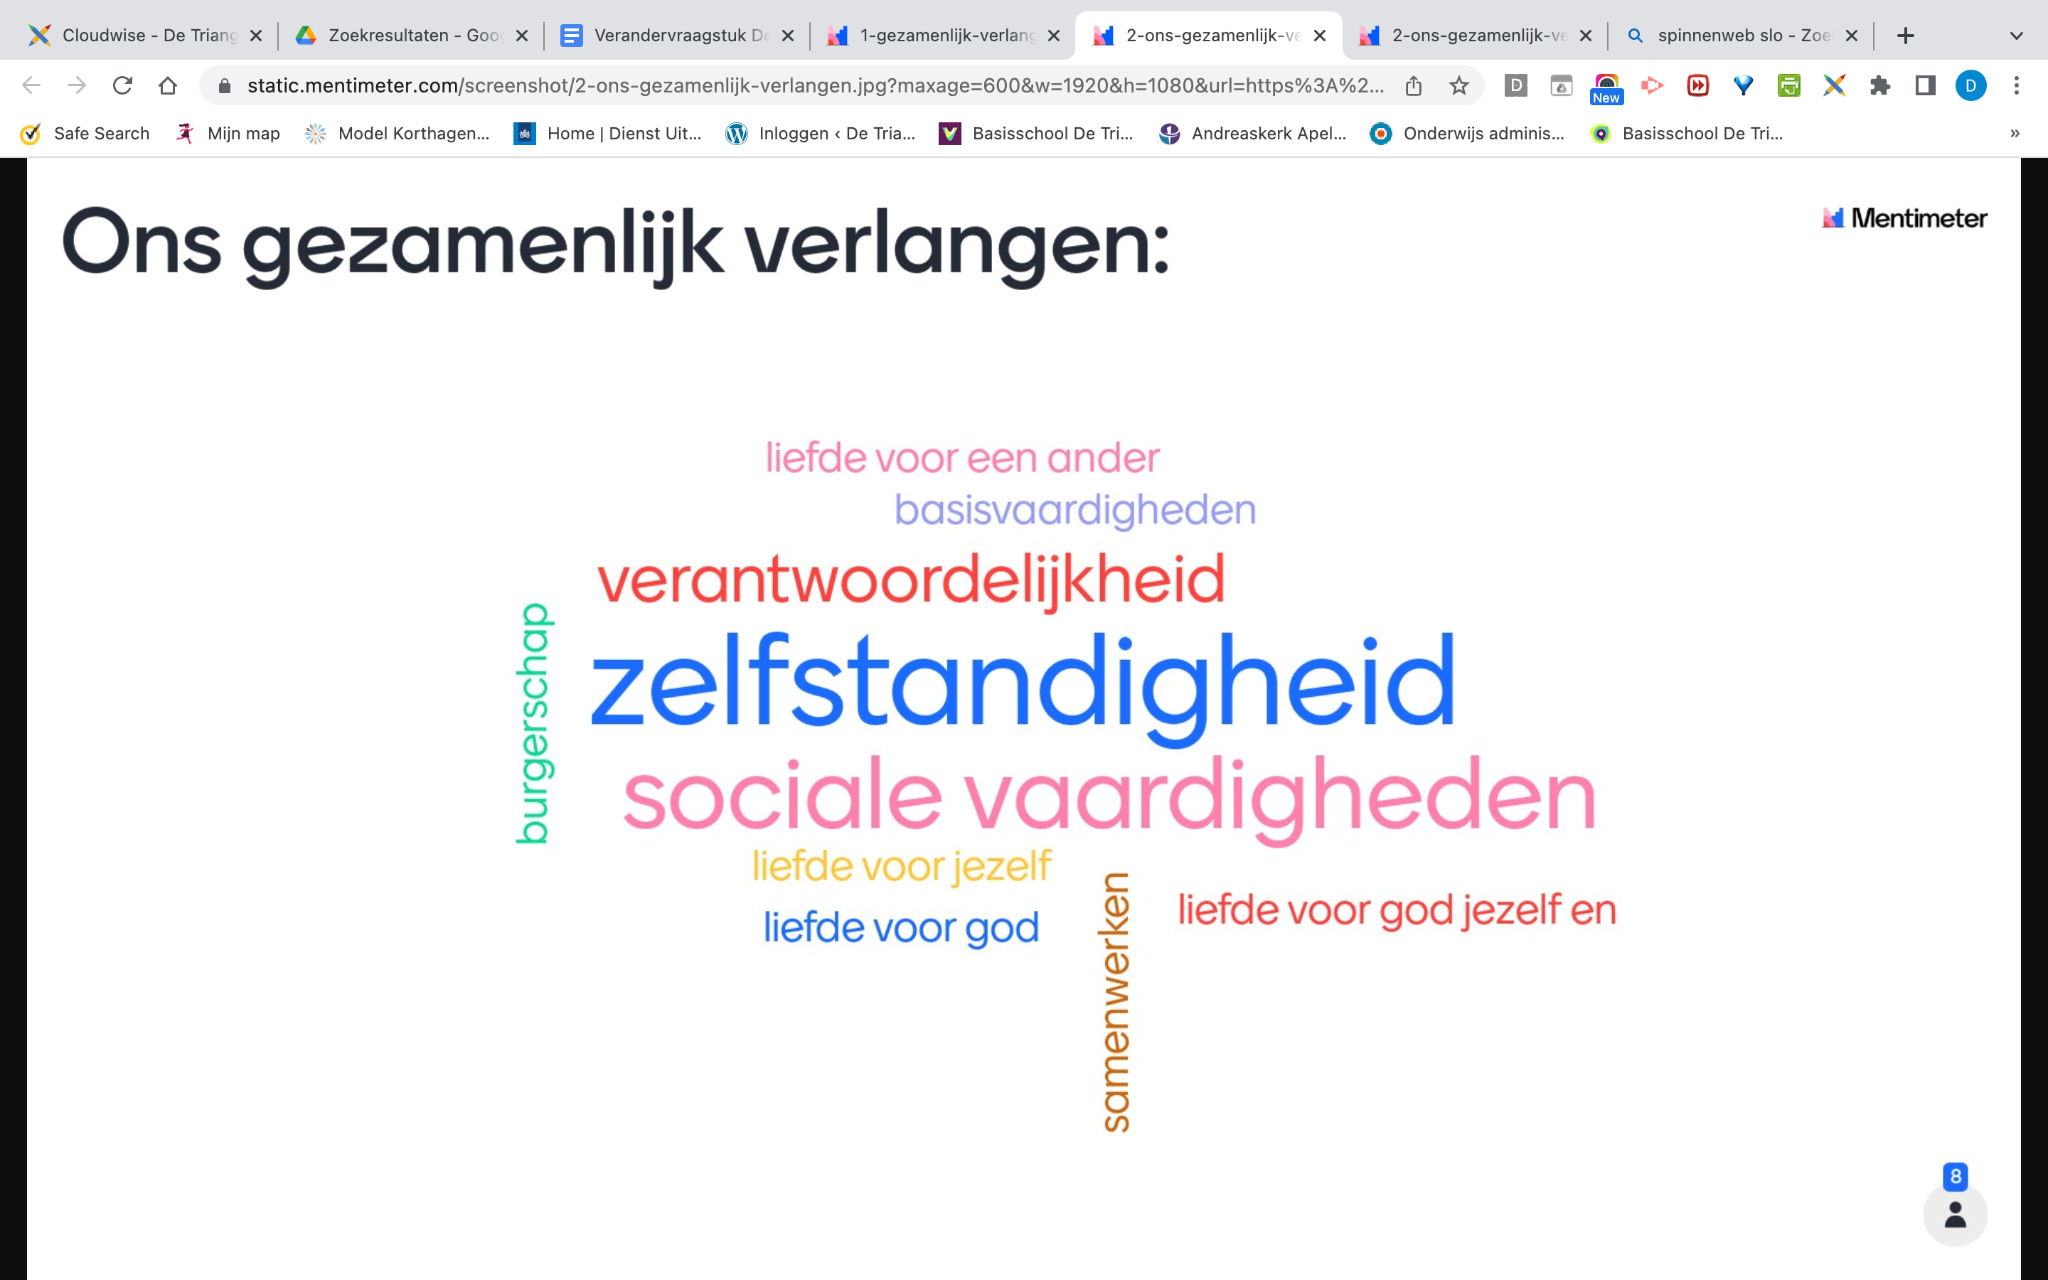 Cloudwise - De Triang
Zoekresultaten - Goo
Verandervraagstuk De
1-gezamenlijk-verlang
2-ons-gezamenlijk-ve
2-ons-gezamenlijk-ve
spinnenweb slo - Zoe
static.mentimeter.com/screenshot/2-ons-gezamenlijk-verlangen.jpg?maxage=600&w=1920&h=1080&url=https%3A%2...
D
New
D
Safe Search
Mijn map
Model Korthagen...
Home | Dienst Uit...
Inloggen ‹ De Tria...
Basisschool De Tri...
Andreaskerk Apel...
Onderwijs adminis...
Basisschool De Tri...
»
Ons gezamenlijk verlangen:
Mentimeter
liefde voor een ander
basisvaardigheden
verantwoordelijkheid
burgerschap
zelfstandigheid
sociale vaardigheden
liefde voor jezelf
liefde voor god
samenwerken
liefde voor god jezelf en
8